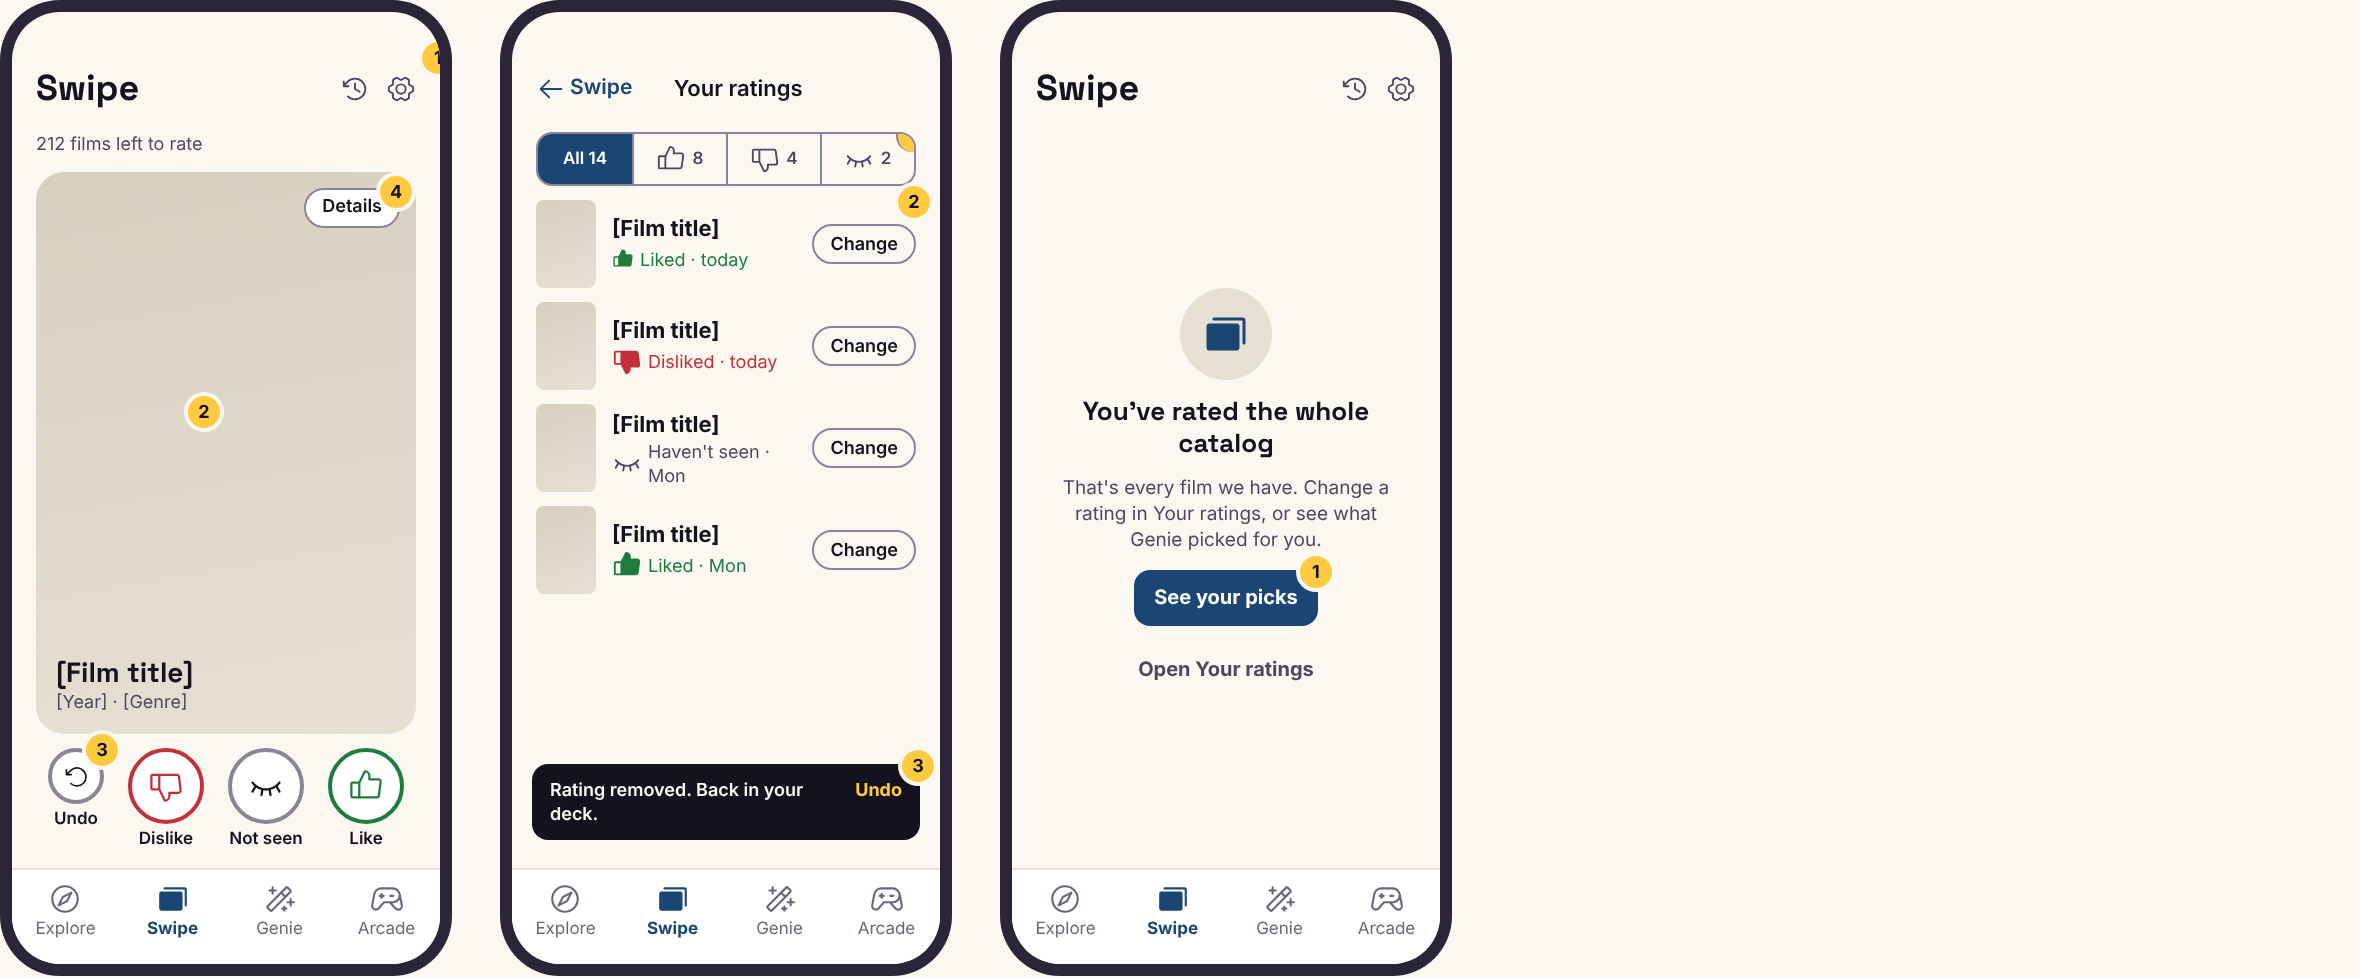 1
Swipe
212 films left to rate
Details
4
2
[Film title]
[Year] · [Genre]
3
Undo
Dislike
Not seen
Like
Explore
Swipe
Genie
Arcade
Swipe
Your ratings
All 14
8
4
2
2
[Film title]
Liked · today
Change
[Film title]
Disliked · today
Change
[Film title]
Haven't seen ·
Mon
Change
[Film title]
Liked · Mon
Change
3
Rating removed. Back in your
deck.
Undo
Explore
Swipe
Genie
Arcade
Swipe
You’ve rated the whole
catalog
That's every film we have. Change a
rating in Your ratings, or see what
Genie picked for you.
1
See your picks
Open Your ratings
Explore
Swipe
Genie
Arcade